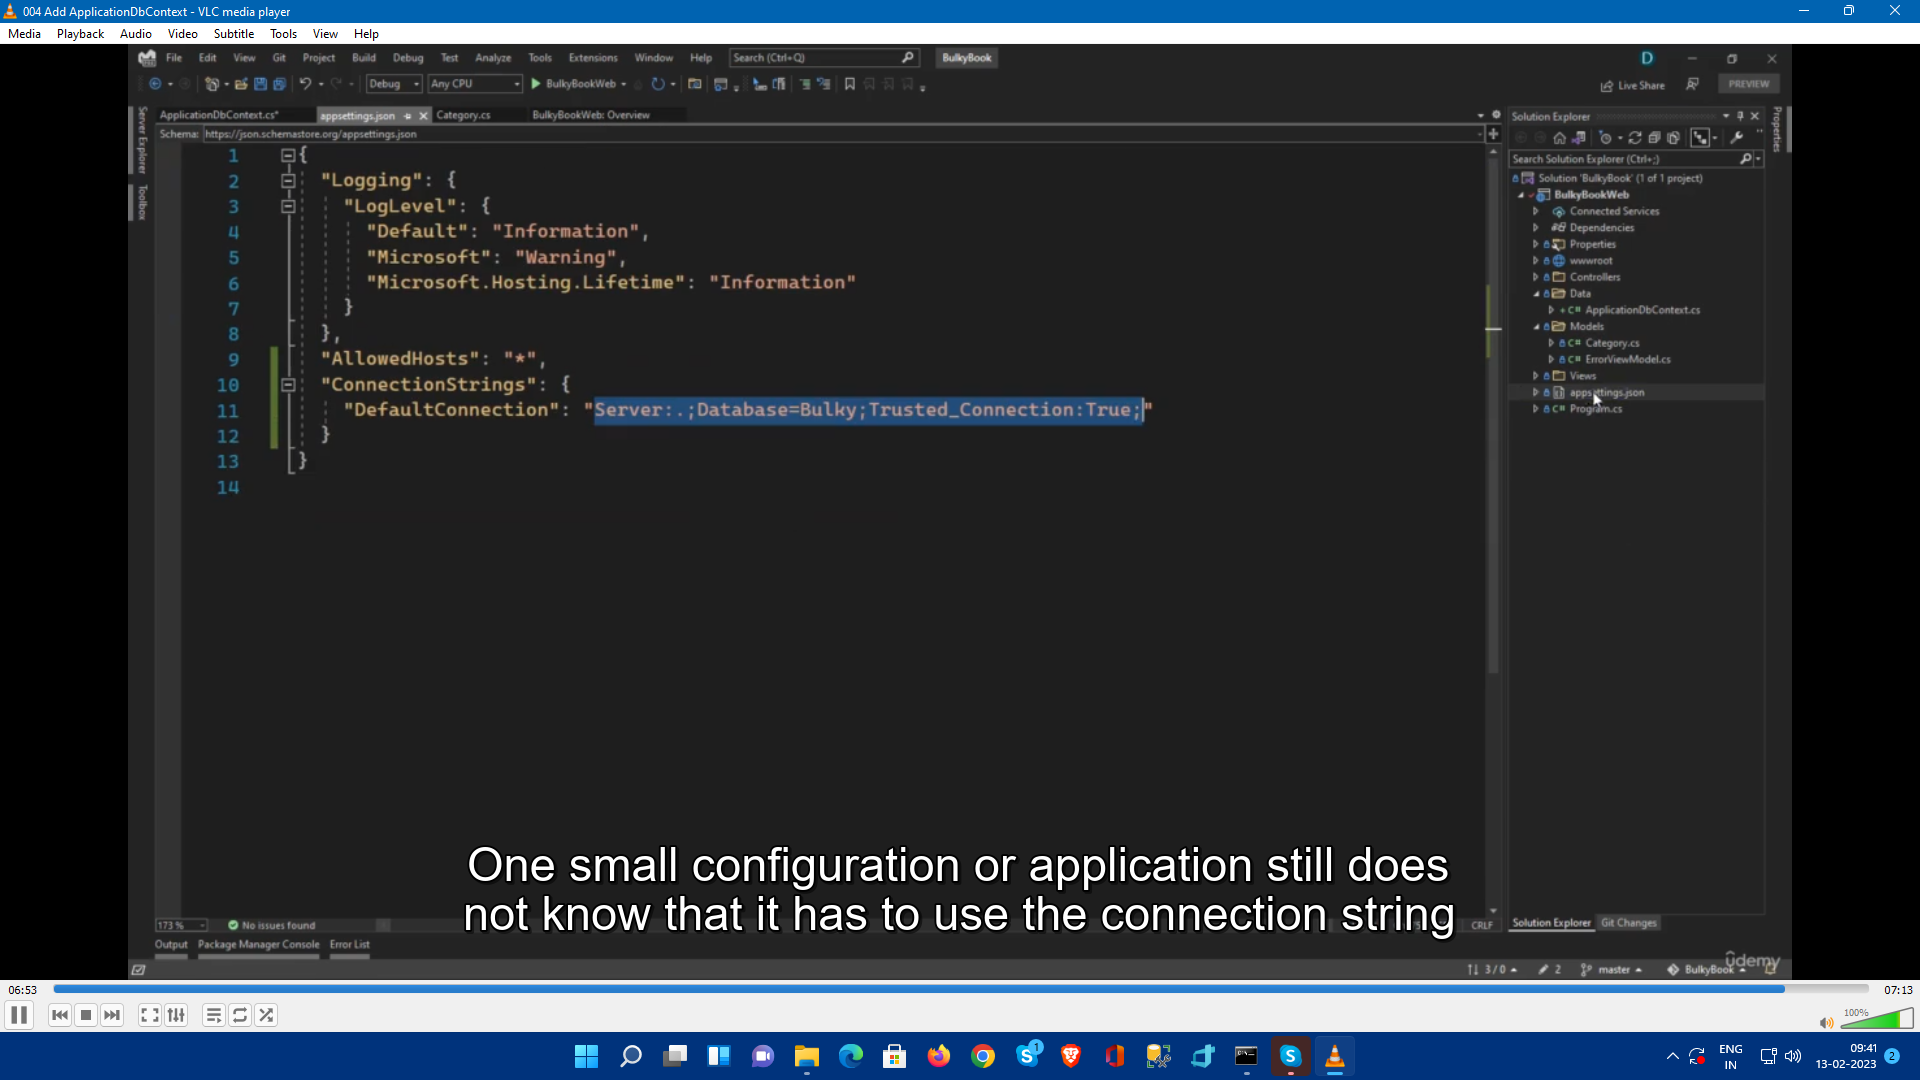 004 Add ApplicationDbContext - VLC media player
Media Playback Audio Video Subtitle Tools View Help
File Edit View Git Project Build Debug Test Analyze Tools Extensions Window Help Search (Ctrl+Q) BulkyBook D
Debug Any CPU BulkyBookWeb Live Share PREVIEW
ApplicationDbContext.cs* appsettings.json Category.cs BulkyBookWeb: Overview
Schema: https://json.schemastore.org/appsettings.json
Server Explorer
Toolbox
1 {
2 "Logging": {
3 "LogLevel": {
4 "Default": "Information",
5 "Microsoft": "Warning",
6 "Microsoft.Hosting.Lifetime": "Information"
7 }
8 },
9 "AllowedHosts": "*",
10 "ConnectionStrings": {
11 "DefaultConnection": "Server:.;Database=Bulky;Trusted_Connection:True;"
12 }
13 }
14
Solution Explorer
Properties
Search Solution Explorer (Ctrl+;)
Solution 'BulkyBook' (1 of 1 project)
BulkyBookWeb
Connected Services
Dependencies
Properties
wwwroot
Controllers
Data
C# ApplicationDbContext.cs
Models
C# Category.cs
C# ErrorViewModel.cs
Views
appsettings.json
C# Program.cs
One small configuration or application still does
not know that it has to use the connection string
173 % No issues found CRLF
Solution Explorer Git Changes
Output Package Manager Console Error List
3 / 0 2 master BulkyBook
ûdemy
06:53 07:13
100%
1
ENG
IN
09:41
13-02-2023
2